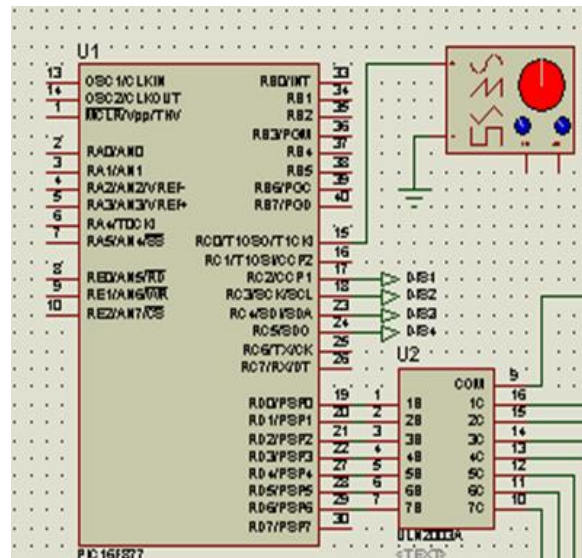 U1
13 OSC1/CLKIN RB0/INT 33
14 OSC2/CLKOUT RB1 34
1 MCLR/Vpp/THV RB2 35
RB3/PGM 36
2 RA0/AN0 RB4 37
3 RA1/AN1 RB5 38
4 RA2/AN2/VREF- RB6/PGC 39
5 RA3/AN3/VREF+ RB7/PGD 40
6 RA4/T0CKI
7 RA5/AN4/SS RC0/T1OSO/T1CKI 15
RC1/T1OSI/CCP2 16
8 RE0/AN5/RD RC2/CCP1 17 DIS1
9 RE1/AN6/WR RC3/SCK/SCL 18 DIS2
10 RE2/AN7/CS RC4/SDI/SDA 23 DIS3
RC5/SDO 24 DIS4
RC6/TX/CK 25
RC7/RX/DT 26
U2
COM 9
RD0/PSP0 19 1 1B 1C 16
RD1/PSP1 20 2 2B 2C 15
RD2/PSP2 21 3 3B 3C 14
RD3/PSP3 22 4 4B 4C 13
RD4/PSP4 27 5 5B 5C 12
RD5/PSP5 28 6 6B 6C 11
RD6/PSP6 29 7 7B 7C 10
RD7/PSP7 30
ULN2003A
PIC16F877
<TEXT>